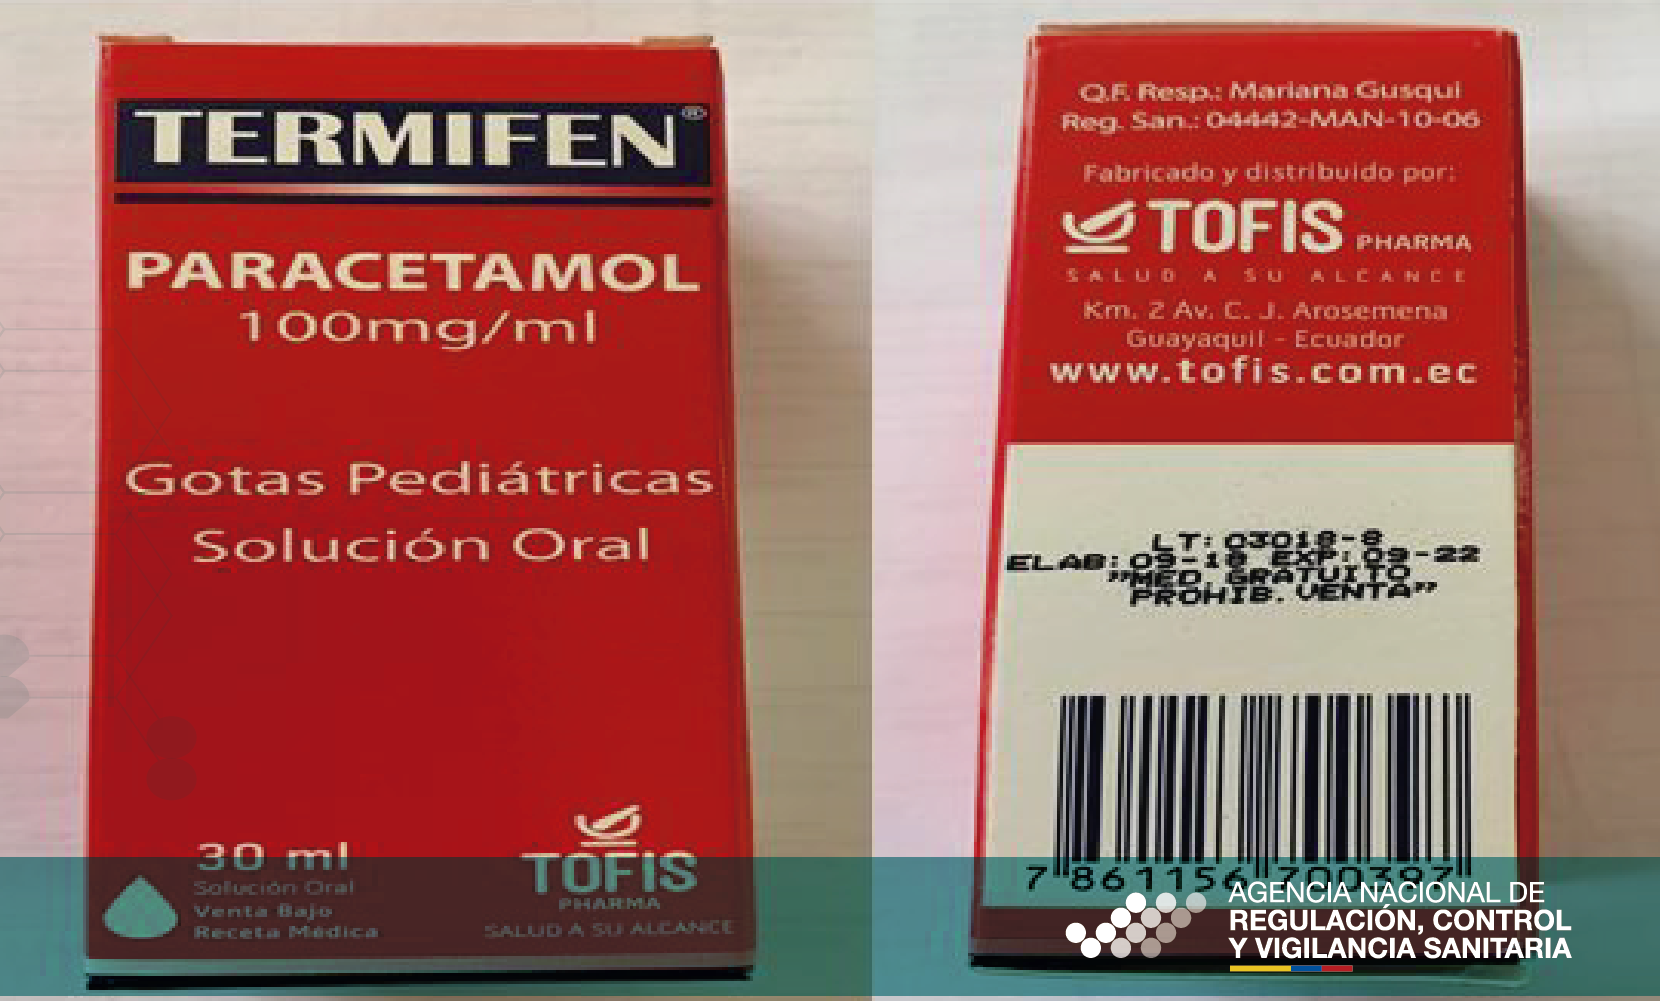 TERMIFEN®
PARACETAMOL
100mg/ml
Gotas Pediátricas
Solución Oral
30 ml
Solución Oral
Venta Bajo
Receta Médica
TOFIS
PHARMA
SALUD A SU ALCANCE
Q.F. Resp.: Mariana Gusqui
Reg. San.: 04442-MAN-10-06
Fabricado y distribuido por:
TOFIS PHARMA
SALUD A SU ALCANCE
Km. 2 Av. C. J. Arosemena
Guayaquil - Ecuador
www.tofis.com.ec
LT: 03018-8
ELAB: 09-18 EXP: 09-22
"MED. GRATUITO
PROHIB. VENTA"
7 861156 700397
AGENCIA NACIONAL DE
REGULACIÓN, CONTROL
Y VIGILANCIA SANITARIA